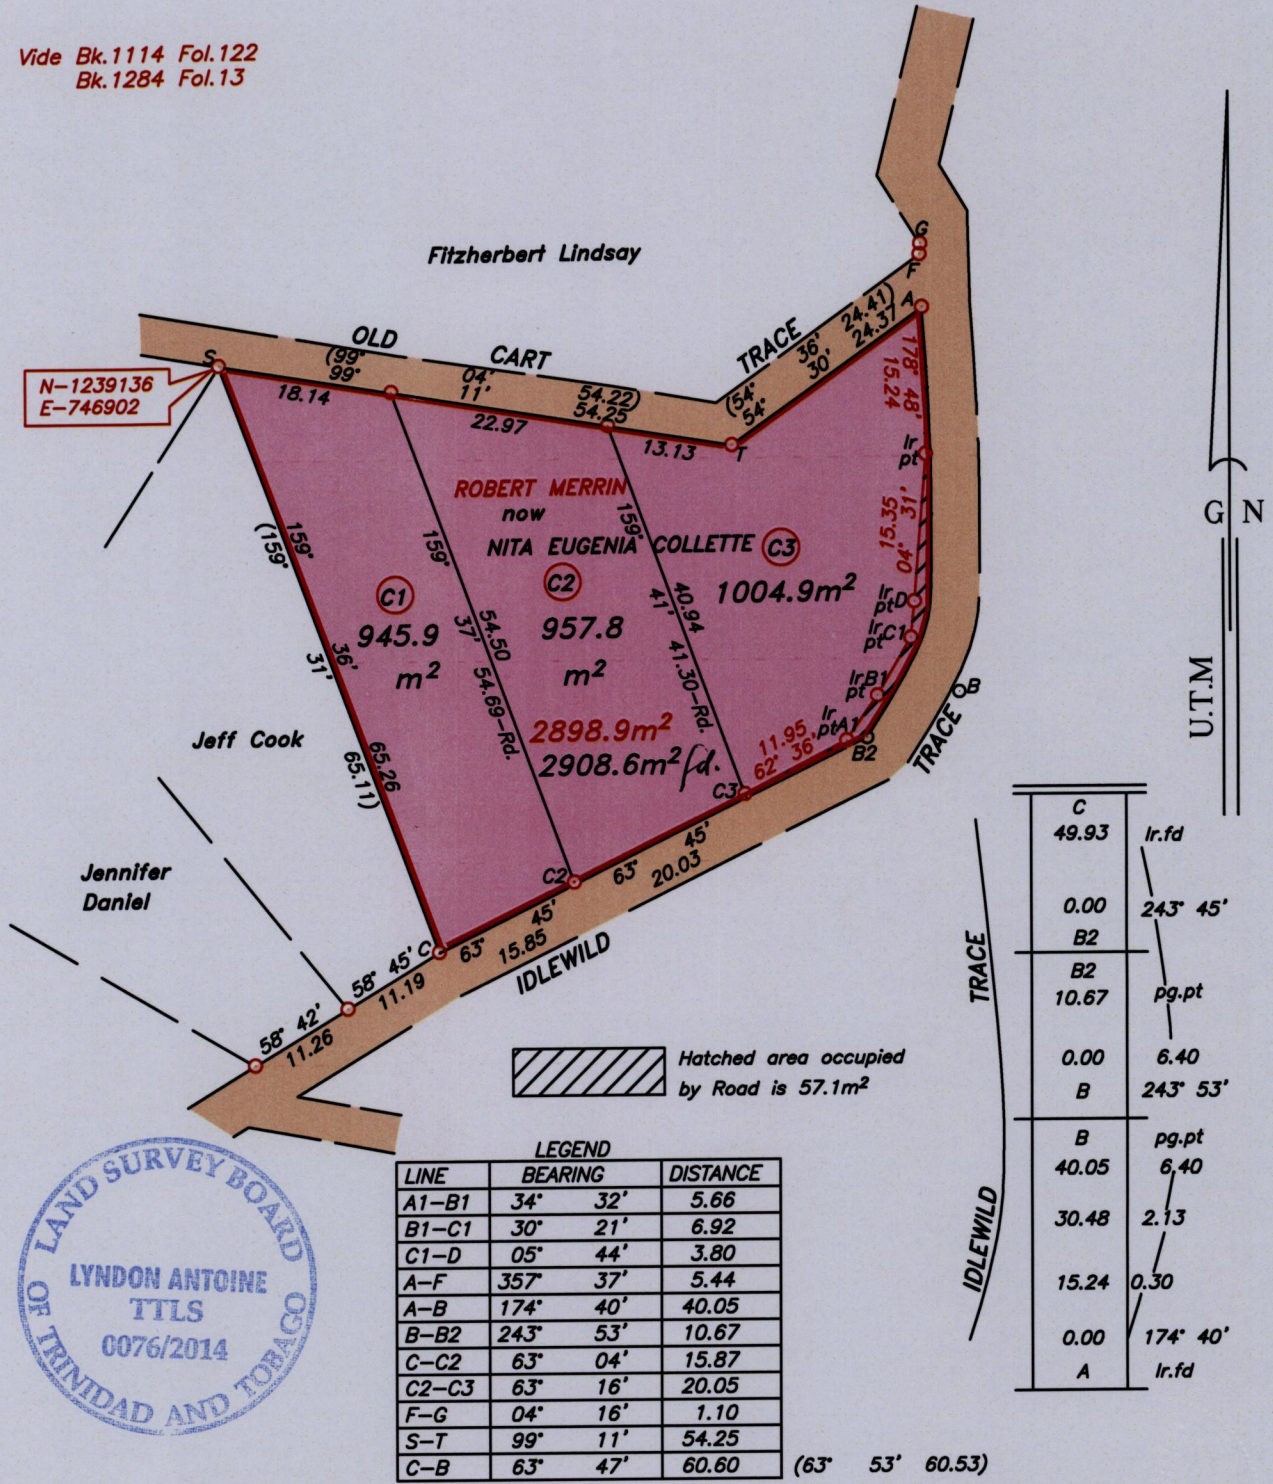 Vide Bk.1114 Fol.122
Bk.1284 Fol.13
Fitzherbert Lindsay
G
F
A
OLD CART TRACE
S
N-1239136
E-746902
(99° 04' 54.22)
99° 11' 54.25
18.14
22.97
13.13
T
(54° 36' 24.41)
54° 30' 24.37
178° 48'
15.24
Ir
pt
ROBERT MERRIN
now
NITA EUGENIA COLLETTE
C3
1004.9m²
04° 31'
15.35
Ir
pt D
Ir
pt C1
Ir
pt B1
Ir
pt A1
B2
B
159° 36' 65.26
(159° 31' 65.11)
C1
945.9
m²
159° 37'
54.50
54.69-Rd.
C2
957.8
m²
2898.9m²
2908.6m² fd.
159° 41'
40.94
41.30-Rd.
11.95
62° 36'
C3
63° 45'
20.03
C2
63° 45'
15.85
C
58° 45'
11.19
58° 42'
11.26
IDLEWILD TRACE
Jeff Cook
Jennifer
Daniel
G N
U.T.M
Hatched area occupied
by Road is 57.1m²
IDLEWILD TRACE
C
49.93 Ir.fd
0.00 243° 45'
B2
B2
10.67 pg.pt
0.00 6.40
B 243° 53'
B pg.pt
40.05 6.40
30.48 2.13
15.24 0.30
0.00 174° 40'
A Ir.fd
LEGEND
LINE BEARING DISTANCE
A1-B1 34° 32' 5.66
B1-C1 30° 21' 6.92
C1-D 05° 44' 3.80
A-F 357° 37' 5.44
A-B 174° 40' 40.05
B-B2 243° 53' 10.67
C-C2 63° 04' 15.87
C2-C3 63° 16' 20.05
F-G 04° 16' 1.10
S-T 99° 11' 54.25
C-B 63° 47' 60.60 (63° 53' 60.53)
LAND SURVEY BOARD
OF TRINIDAD AND TOBAGO
LYNDON ANTOINE
TTLS
0076/2014